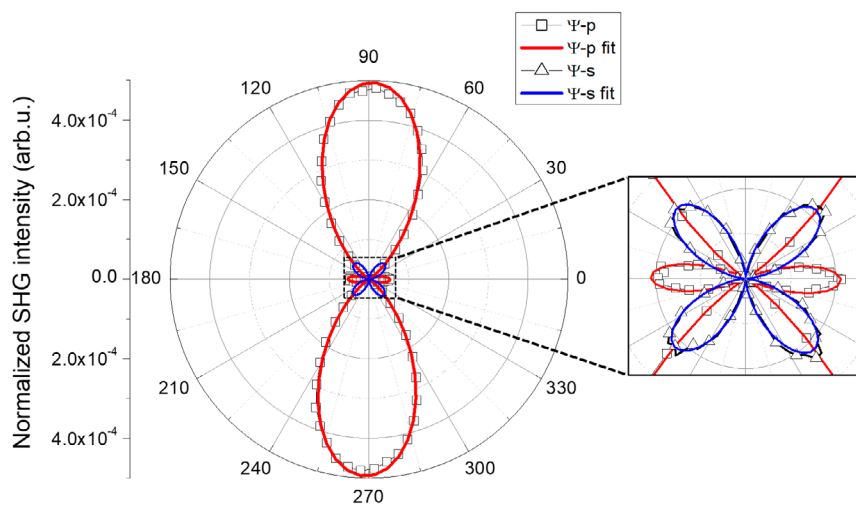 Ψ-p
Ψ-p fit
Ψ-s
Ψ-s fit
90
120
60
150
30
180
0
210
330
240
300
270
4.0x10⁻⁴
2.0x10⁻⁴
0.0
2.0x10⁻⁴
4.0x10⁻⁴
Normalized SHG intensity (arb.u.)